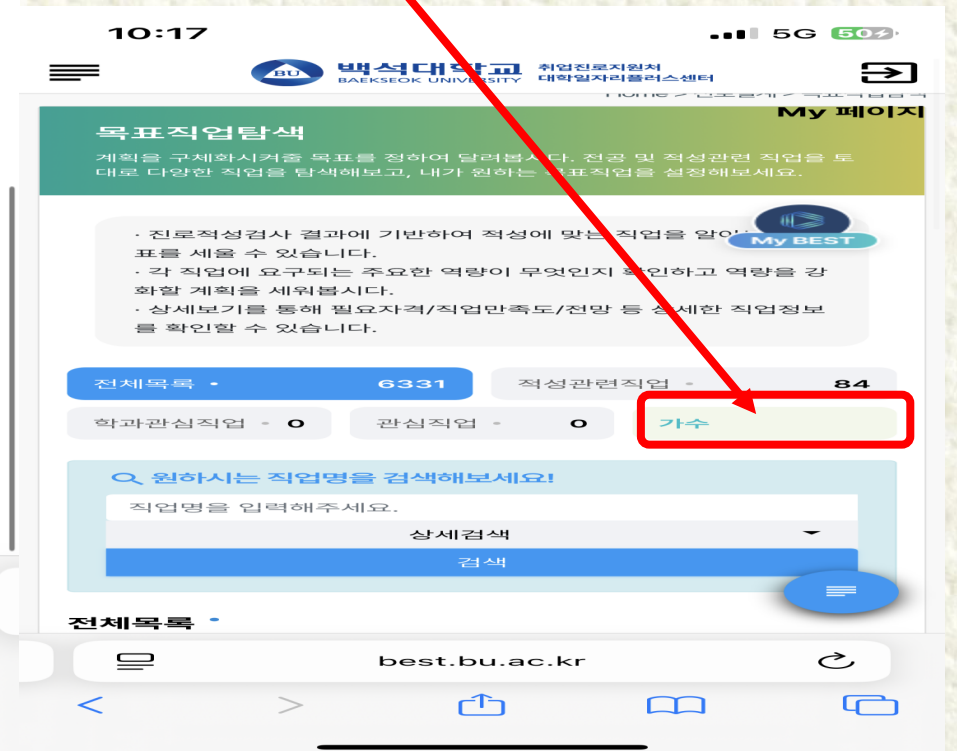 10:17
5G 50
BU 백석대학교 BAEKSEOK UNIVERSITY 취업진로지원처 대학일자리플러스센터
Home > 진로설계 > 목표직업탐색
My 페이지
목표직업탐색
계획을 구체화시켜줄 목표를 정하여 달려봅시다. 전공 및 적성관련 직업을 토
대로 다양한 직업을 탐색해보고, 내가 원하는 목표직업을 설정해보세요.
· 진로적성검사 결과에 기반하여 적성에 맞는 직업을 알아
My BEST
표를 세울 수 있습니다.
· 각 직업에 요구되는 주요한 역량이 무엇인지 확인하고 역량을 강
화할 계획을 세워봅시다.
· 상세보기를 통해 필요자격/직업만족도/전망 등 상세한 직업정보
를 확인할 수 있습니다.
전체목록 • 6331 적성관련직업 • 84
학과관심직업 • 0 관심직업 • 0 가수
원하시는 직업명을 검색해보세요!
직업명을 입력해주세요.
상세검색
검색
전체목록 •
best.bu.ac.kr